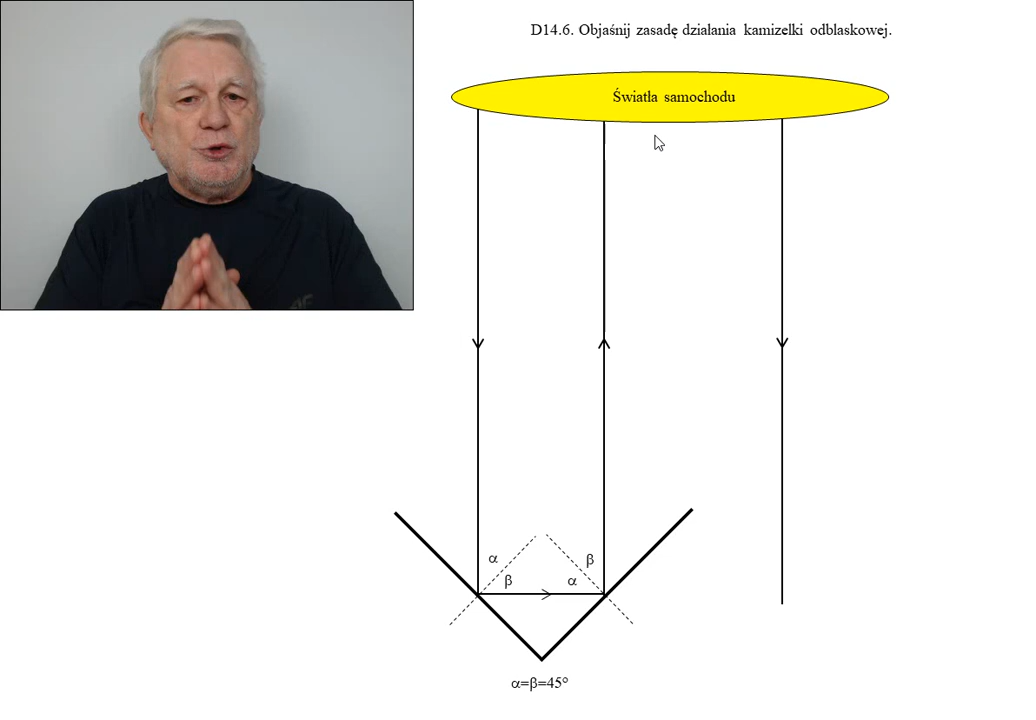 D14.6. Objaśnij zasadę działania kamizelki odblaskowej.
Światła samochodu
α
β
β
α
α=β=45°